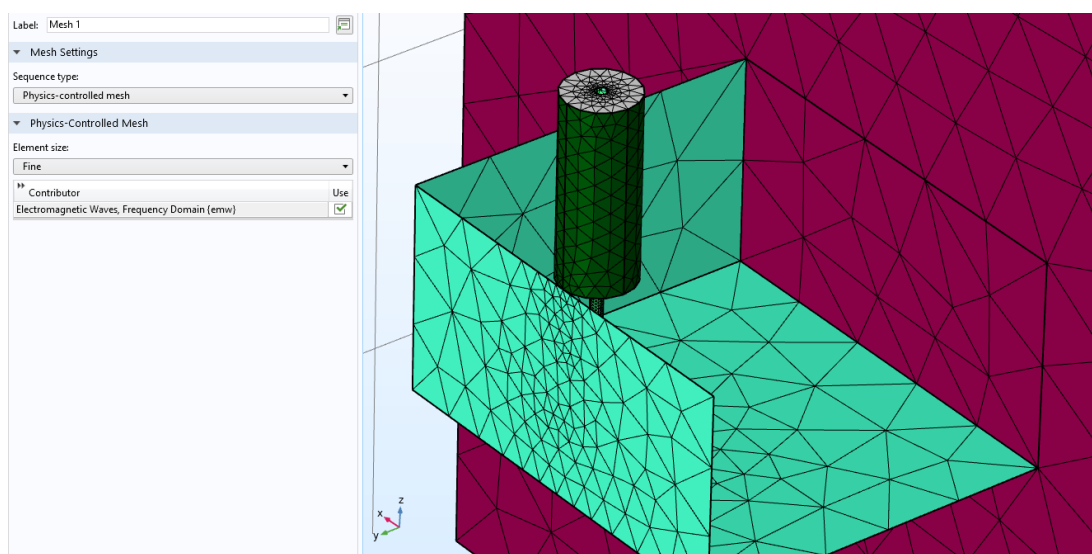 Label: Mesh 1
Mesh Settings
Sequence type:
Physics-controlled mesh
Physics-Controlled Mesh
Element size:
Fine
Contributor Use
Electromagnetic Waves, Frequency Domain (emw)
z
x
y